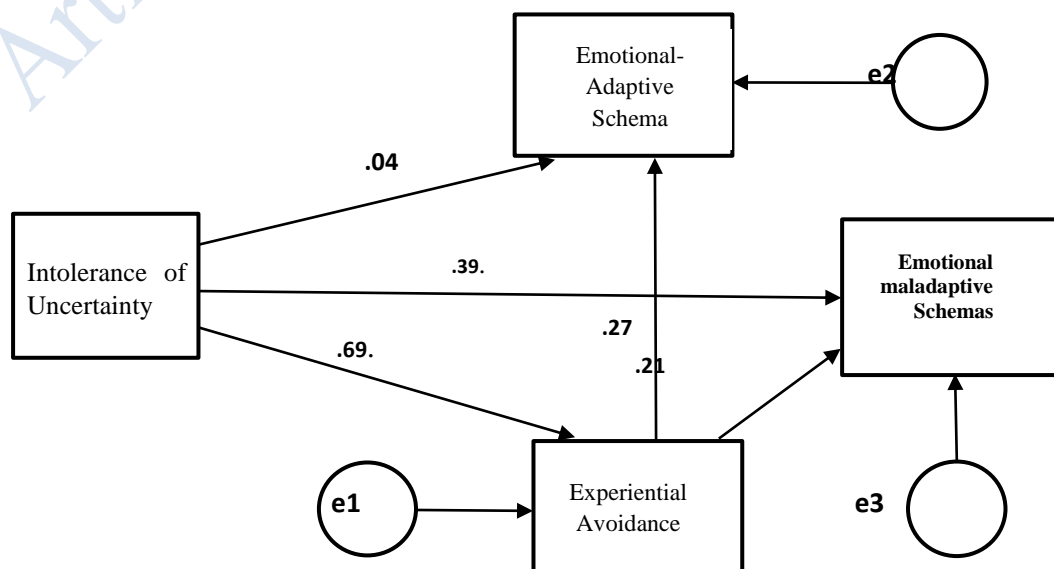 Arti
Emotional-
Adaptive
Schema
e2
.04
Intolerance of
Uncertainty
.39.
Emotional
maladaptive
Schemas
.27
.69.
.21
e1
Experiential
Avoidance
e3